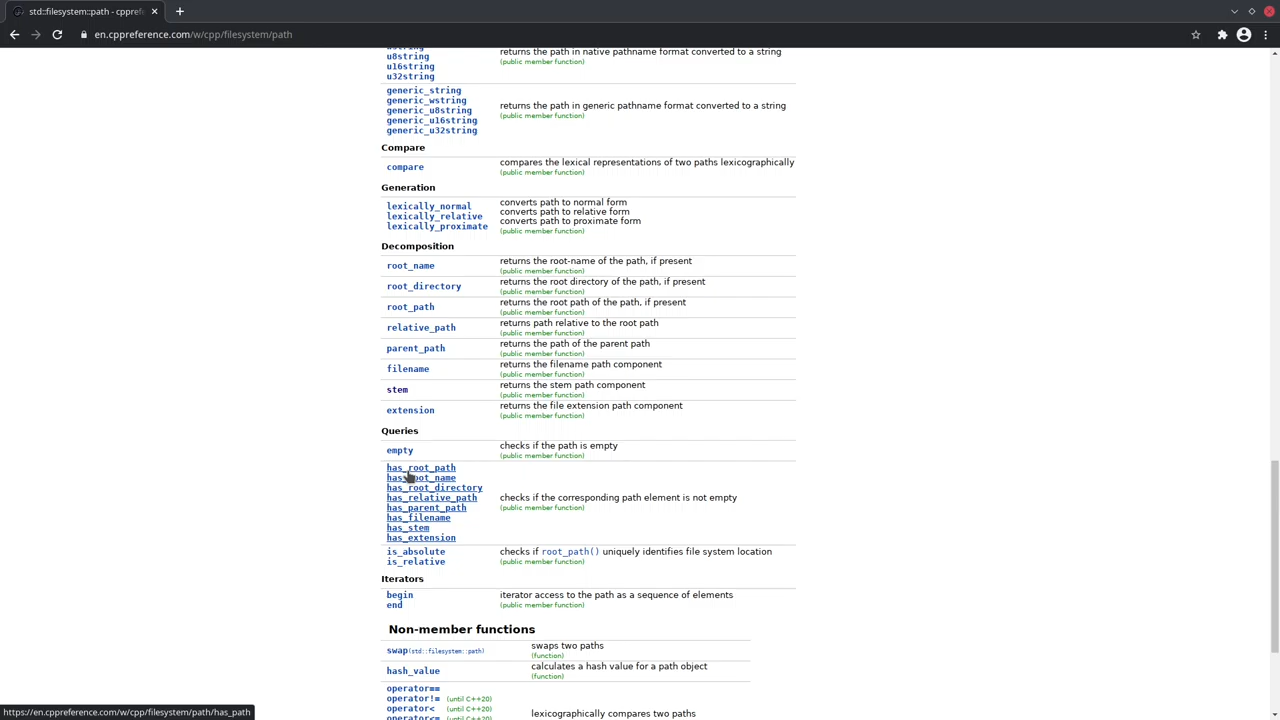 std::filesystem::path - cppref
en.cppreference.com/w/cpp/filesystem/path
returns the path in native pathname format converted to a string
u8string
(public member function)
u16string
u32string
generic_string
generic_wstring
generic_u8string
returns the path in generic pathname format converted to a string
(public member function)
generic_u16string
generic_u32string
Compare
compare
compares the lexical representations of two paths lexicographically
(public member function)
Generation
lexically_normal
converts path to normal form
lexically_relative
converts path to relative form
lexically_proximate
converts path to proximate form
(public member function)
Decomposition
root_name
returns the root-name of the path, if present
(public member function)
root_directory
returns the root directory of the path, if present
(public member function)
root_path
returns the root path of the path, if present
(public member function)
relative_path
returns path relative to the root path
(public member function)
parent_path
returns the path of the parent path
(public member function)
filename
returns the filename path component
(public member function)
stem
returns the stem path component
(public member function)
extension
returns the file extension path component
(public member function)
Queries
empty
checks if the path is empty
(public member function)
has_root_path
has_root_name
has_root_directory
has_relative_path
has_parent_path
has_filename
has_stem
has_extension
checks if the corresponding path element is not empty
(public member function)
is_absolute
is_relative
checks if root_path() uniquely identifies file system location
(public member function)
Iterators
begin
end
iterator access to the path as a sequence of elements
(public member function)
Non-member functions
swap(std::filesystem::path)
swaps two paths
(function)
hash_value
calculates a hash value for a path object
(function)
operator==
operator!= (until C++20)
operator< (until C++20)
lexicographically compares two paths
https://en.cppreference.com/w/cpp/filesystem/path/has_path